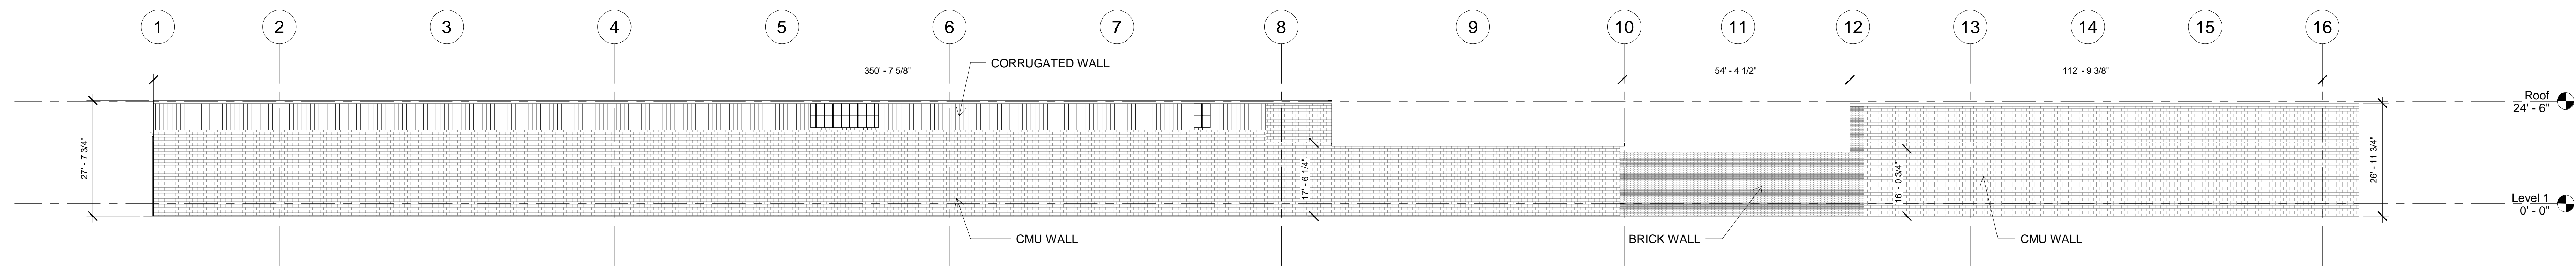 1 2 3 4 5 6 7 8 9 10 11 12 13 14 15 16
CORRUGATED WALL
350' - 7 5/8" 54' - 4 1/2" 112' - 9 3/8"
Roof
24' - 6"
27' - 7 3/4"
17' - 6 1/4"
16' - 0 3/4"
26' - 11 3/4"
Level 1
0' - 0"
CMU WALL BRICK WALL CMU WALL